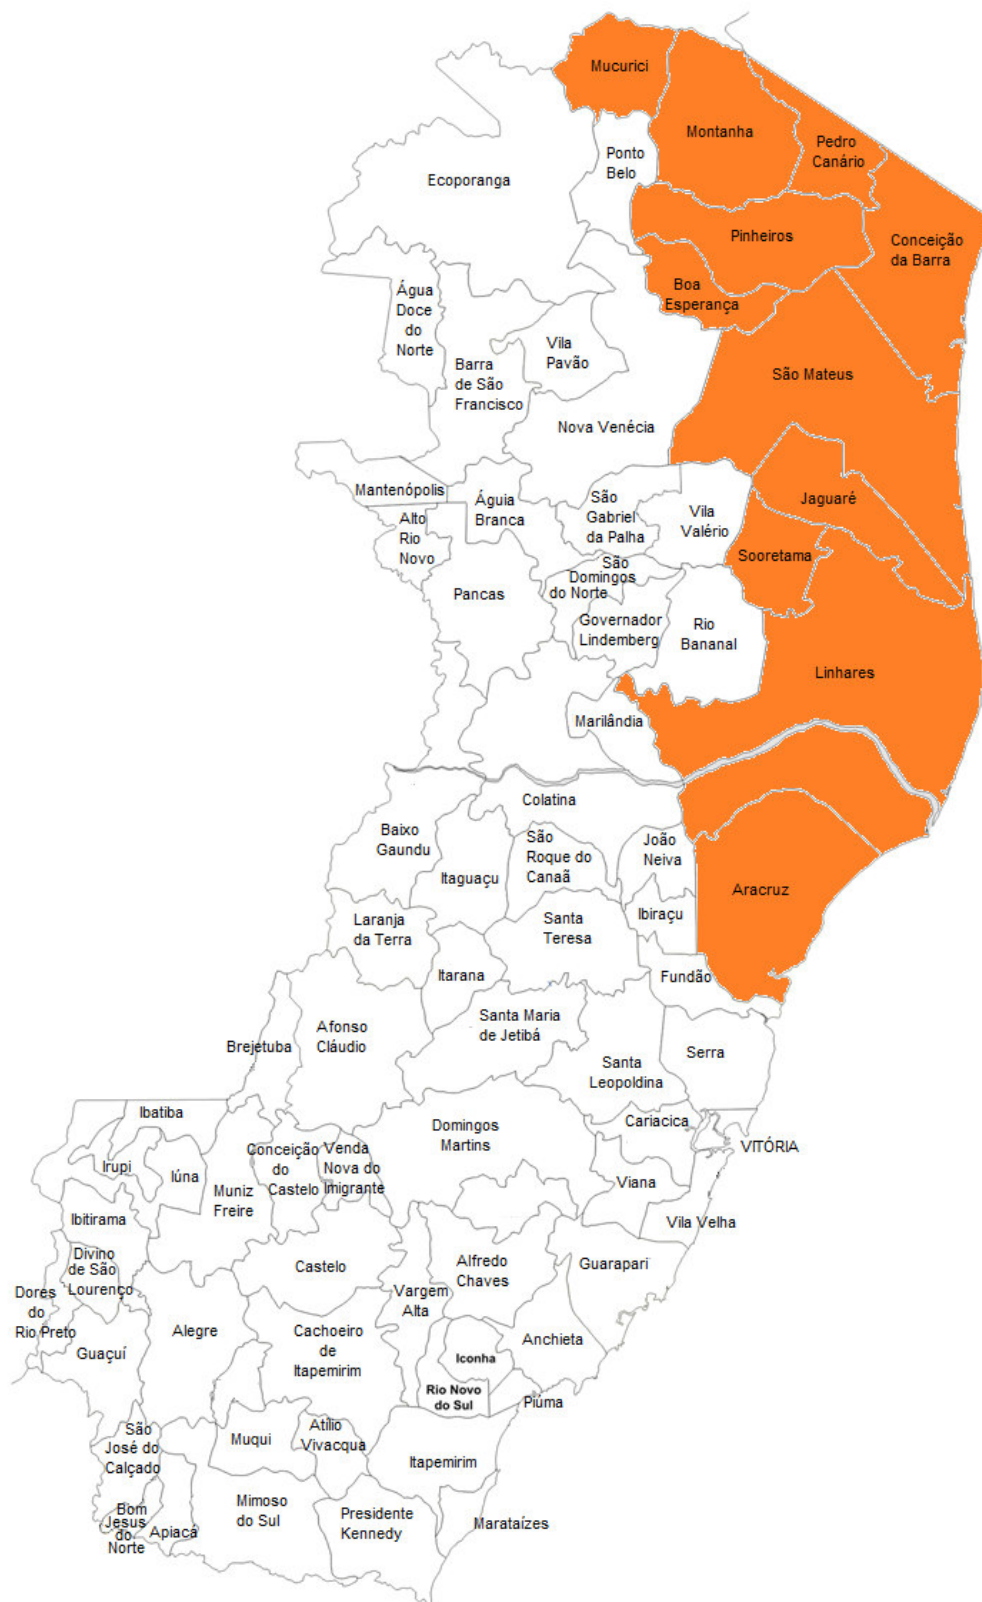 Mucurici
Montanha
Pedro
Canário
Ponto
Belo
Ecoporanga
Pinheiros
Conceição
da Barra
Boa
Esperança
Água
Doce
do
Norte
Vila
Pavão
Barra
de São
Francisco
São Mateus
Nova Venécia
Mantenópolis
Águia
Branca
São
Gabriel
da Palha
Vila
Valério
Jaguaré
Alto
Rio
Novo
Sooretama
São
Domingos
do Norte
Pancas
Governador
Lindemberg
Rio
Bananal
Linhares
Marilândia
Colatina
Baixo
Gaundu
São
Roque do
Canaã
João
Neiva
Itaguaçu
Aracruz
Laranja
da Terra
Santa
Teresa
Ibiraçu
Itarana
Fundão
Afonso
Cláudio
Santa Maria
de Jetibá
Brejetuba
Serra
Santa
Leopoldina
Ibatiba
Domingos
Martins
Cariacica
VITÓRIA
Irupi
Iúna
Conceição
do
Castelo
Venda
Nova do
Imigrante
Muniz
Freire
Viana
Ibitirama
Vila Velha
Divino
de São
Lourenço
Castelo
Alfredo
Chaves
Guarapari
Dores
do
Rio Preto
Vargem
Alta
Alegre
Cachoeiro
de
Itapemirim
Anchieta
Guaçuí
Iconha
Rio Novo
do Sul
Piúma
São
José do
Calçado
Muqui
Atílio
Vivacqua
Itapemirim
Bom
Jesus
do
Norte
Apiacá
Mimoso
do Sul
Presidente
Kennedy
Marataízes